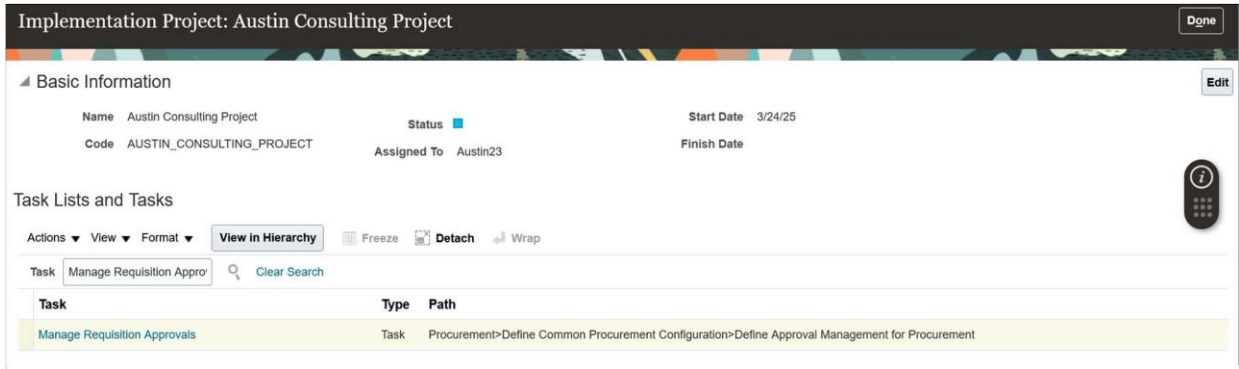 Implementation Project: Austin Consulting Project
Done
Basic Information
Edit
Name Austin Consulting Project
Status
Start Date 3/24/25
Code AUSTIN_CONSULTING_PROJECT
Assigned To Austin23
Finish Date
Task Lists and Tasks
Actions View Format View in Hierarchy Freeze Detach Wrap
Task Manage Requisition Appro Clear Search
Task Type Path
Manage Requisition Approvals Task Procurement>Define Common Procurement Configuration>Define Approval Management for Procurement